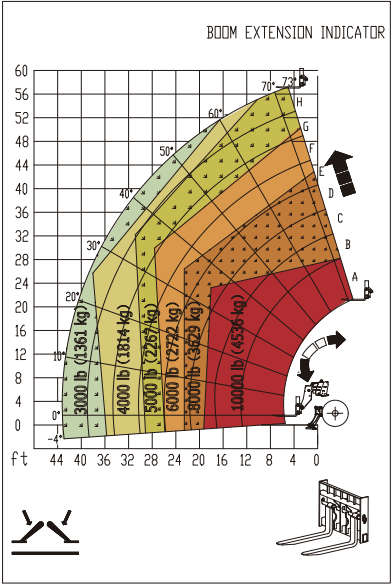 BOOM EXTENSION INDICATOR
60
56
52
48
44
40
36
32
28
24
20
16
12
8
4
0
ft
44 40 36 32 28 24 20 16 12 8 4 0
-4°
0°
10°
20°
30°
40°
50°
60°
70°
73°
H
G
F
E
D
C
B
A
3000 lb (1361 kg)
4000 lb (1814 kg)
5000 lb (2267 kg)
6000 lb (2722 kg)
8000 lb (3629 kg)
10000 lb (4536 kg)